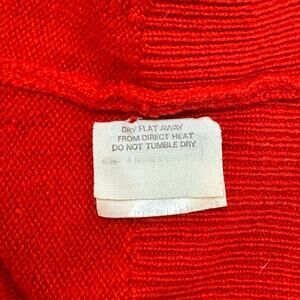 DRY FLAT AWAY
FROM DIRECT HEAT
DO NOT TUMBLE DRY